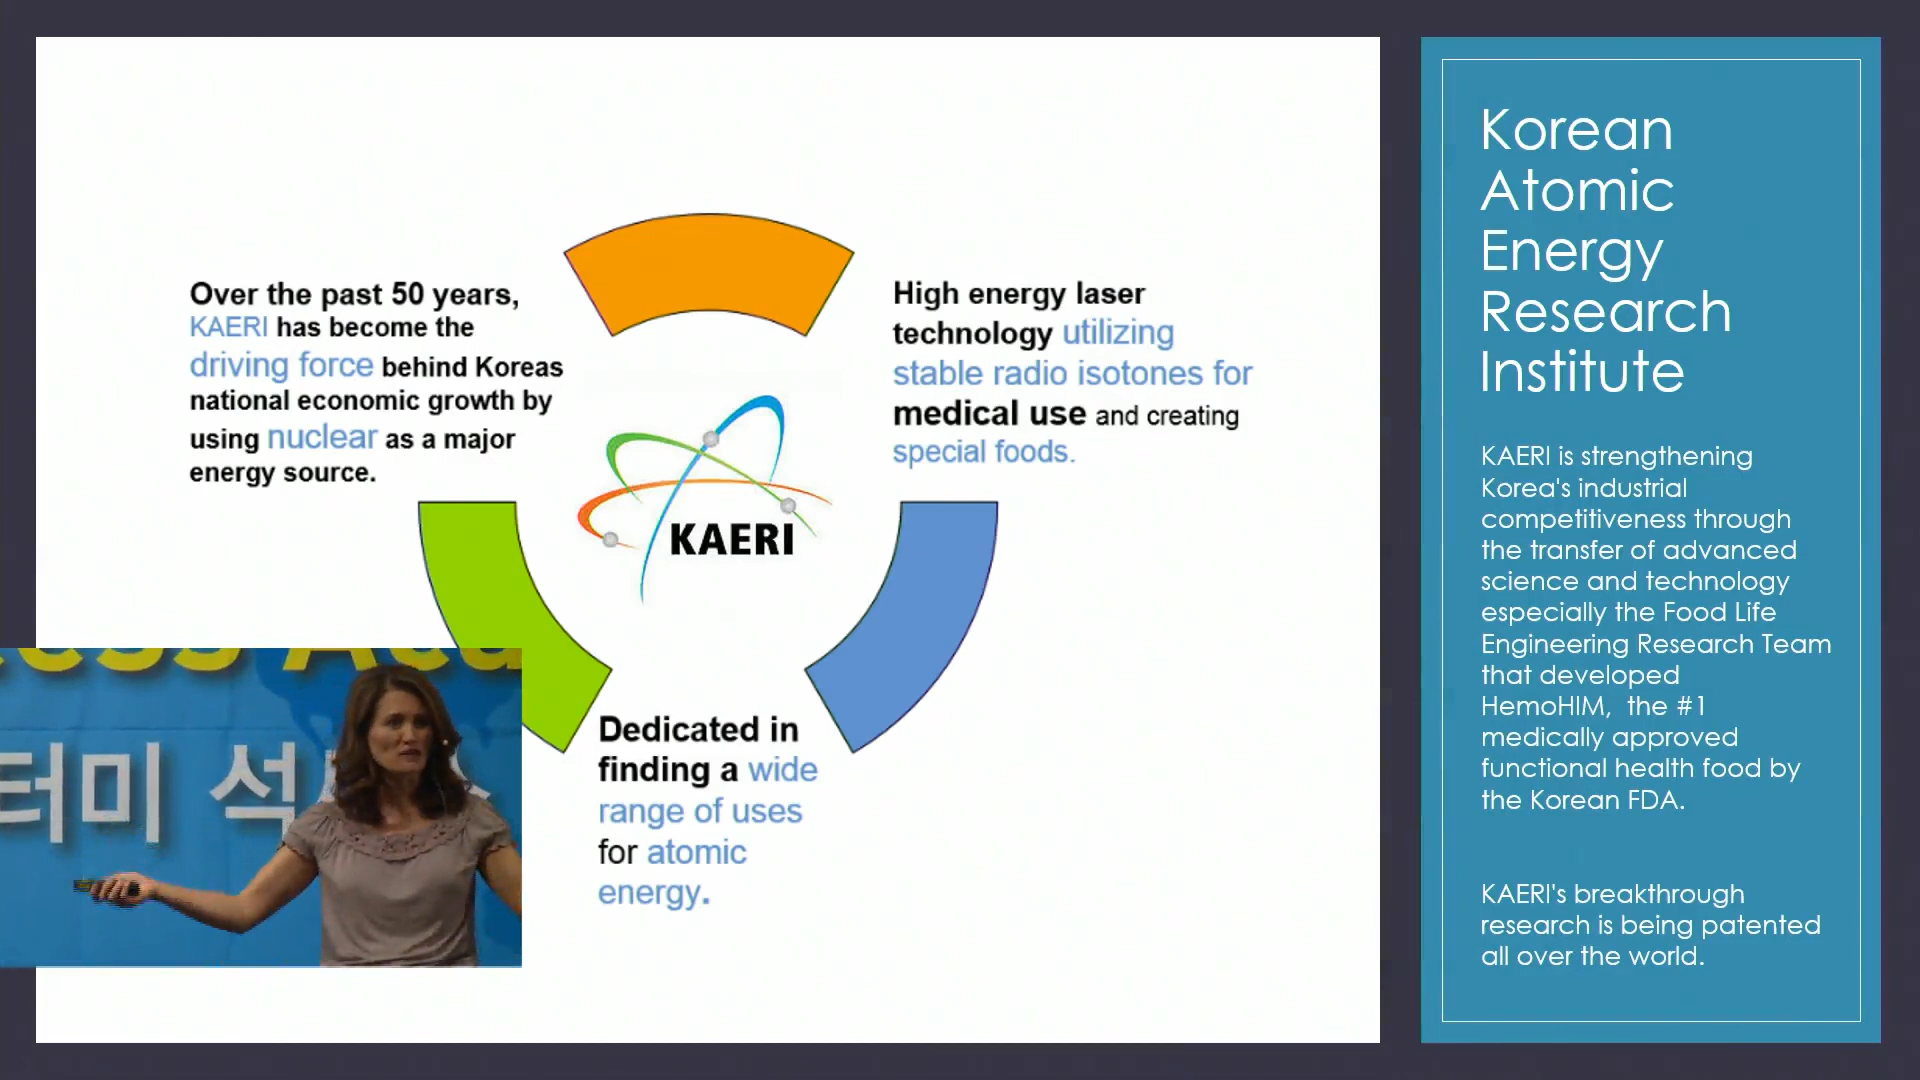 Korean
Atomic
Energy
Research
Institute
KAERI is strengthening
Korea's industrial
competitiveness through
the transfer of advanced
science and technology
especially the Food Life
Engineering Research Team
that developed
HemoHIM,  the #1
medically approved
functional health food by
the Korean FDA.
KAERI's breakthrough
research is being patented
all over the world.
Over the past 50 years,
KAERI has become the
driving force behind Koreas
national economic growth by
using nuclear as a major
energy source.
High energy laser
technology utilizing
stable radio isotones for
medical use and creating
special foods.
KAERI
Dedicated in
finding a wide
range of uses
for atomic
energy.
터미 석